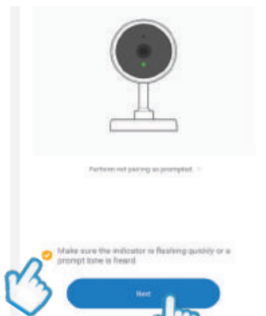 Perform net pairing as prompted. >
Make sure the indicator is flashing quickly or a
prompt tone is heard
Next